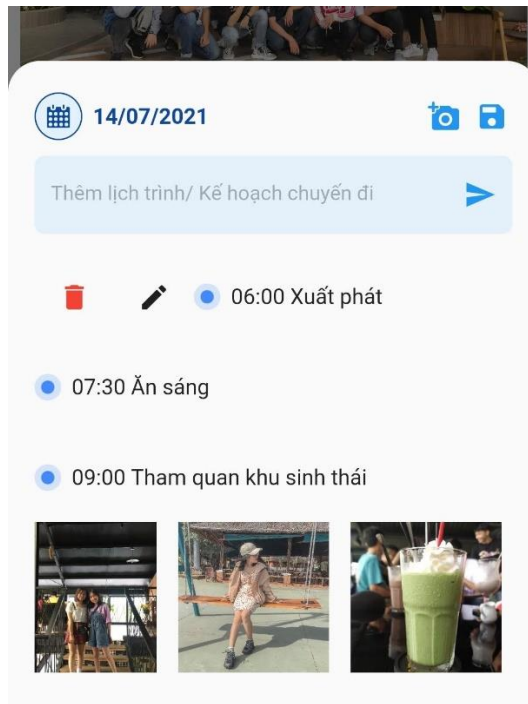 14/07/2021
Thêm lịch trình/ Kế hoạch chuyến đi
06:00 Xuất phát
07:30 Ăn sáng
09:00 Tham quan khu sinh thái